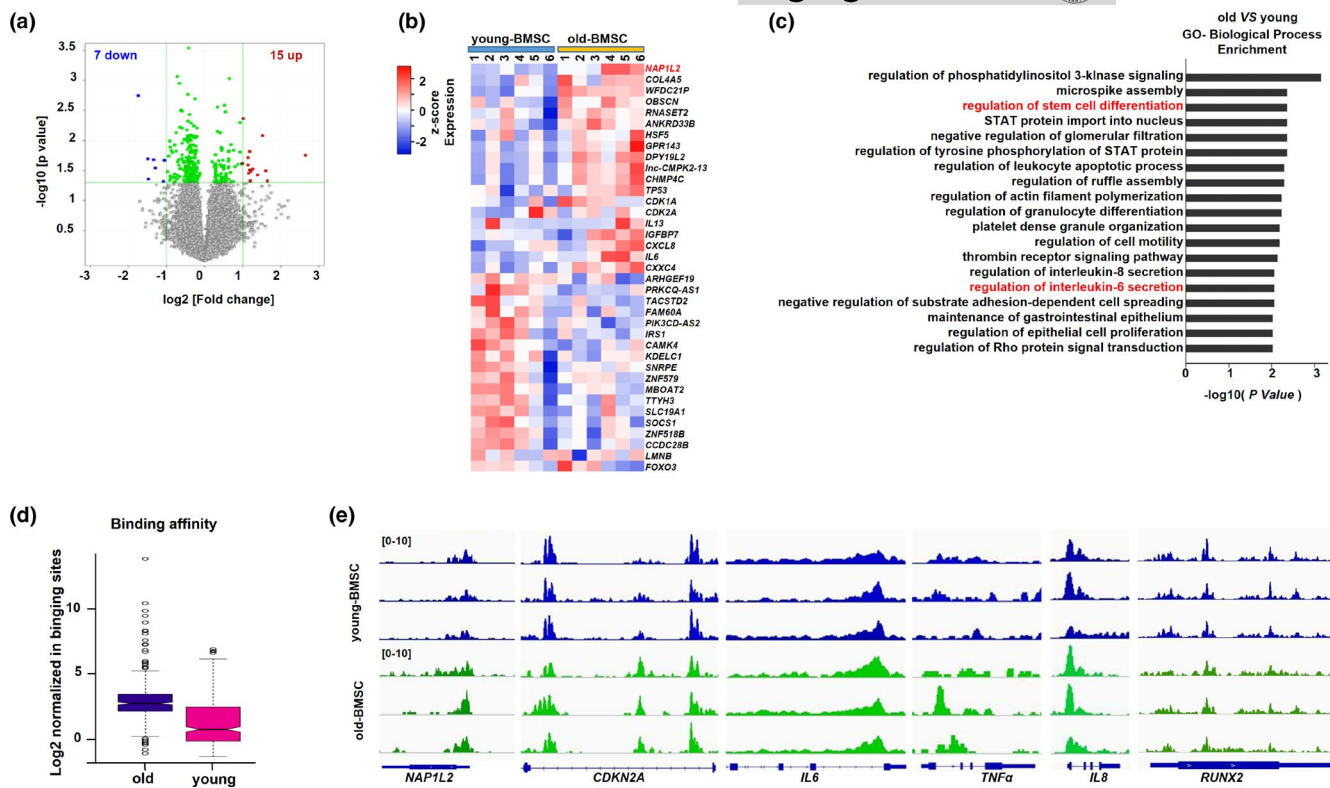 (a)
3.5
3
2.5
2
1.5
1
0.5
-log10 [p value]
7 down
15 up
-3
-2
-1
0
1
2
3
log2 [Fold change]
(b)
young-BMSC
old-BMSC
1 2 3 4 5 6 1 2 3 4 5 6
2
1
0
-1
-2
z-score
Expression
NAP1L2
COL4A5
WFDC21P
OBSCN
RNASET2
ANKRD33B
HSF5
GPR143
DPY19L2
lnc-CMPK2-13
CHMP4C
TP53
CDK1A
CDK2A
IL13
IGFBP7
CXCL8
IL6
CXXC4
ARHGEF19
PRKCQ-AS1
TACSTD2
FAM60A
PIK3CD-AS2
IRS1
CAMK4
KDELC1
SNRPE
ZNF579
MBOAT2
TTYH3
SLC19A1
SOCS1
ZNF518B
CCDC28B
LMNB
FOXO3
(c)
old VS young
GO- Biological Process
Enrichment
regulation of phosphatidylinositol 3-kInase signaling
microspike assembly
regulation of stem cell differentiation
STAT protein import into nucleus
negative regulation of glomerular filtration
regulation of tyrosine phosphorylation of STAT protein
regulation of leukocyte apoptotic process
regulation of ruffle assembly
regulation of actin filament polymerization
regulation of granulocyte differentiation
platelet dense granule organization
regulation of cell motility
thrombin receptor signaling pathway
regulation of interleukin-8 secretion
regulation of interleukin-6 secretion
negative regulation of substrate adhesion-dependent cell spreading
maintenance of gastrointestinal epithelium
regulation of epithelial cell proliferation
regulation of Rho protein signal transduction
0 1 2 3
-log10( P Value )
(d)
Binding affinity
Log2 normalized in binging sites
10
5
0
old
young
(e)
young-BMSC
old-BMSC
[0-10]
[0-10]
NAP1L2
CDKN2A
IL6
TNFα
IL8
RUNX2